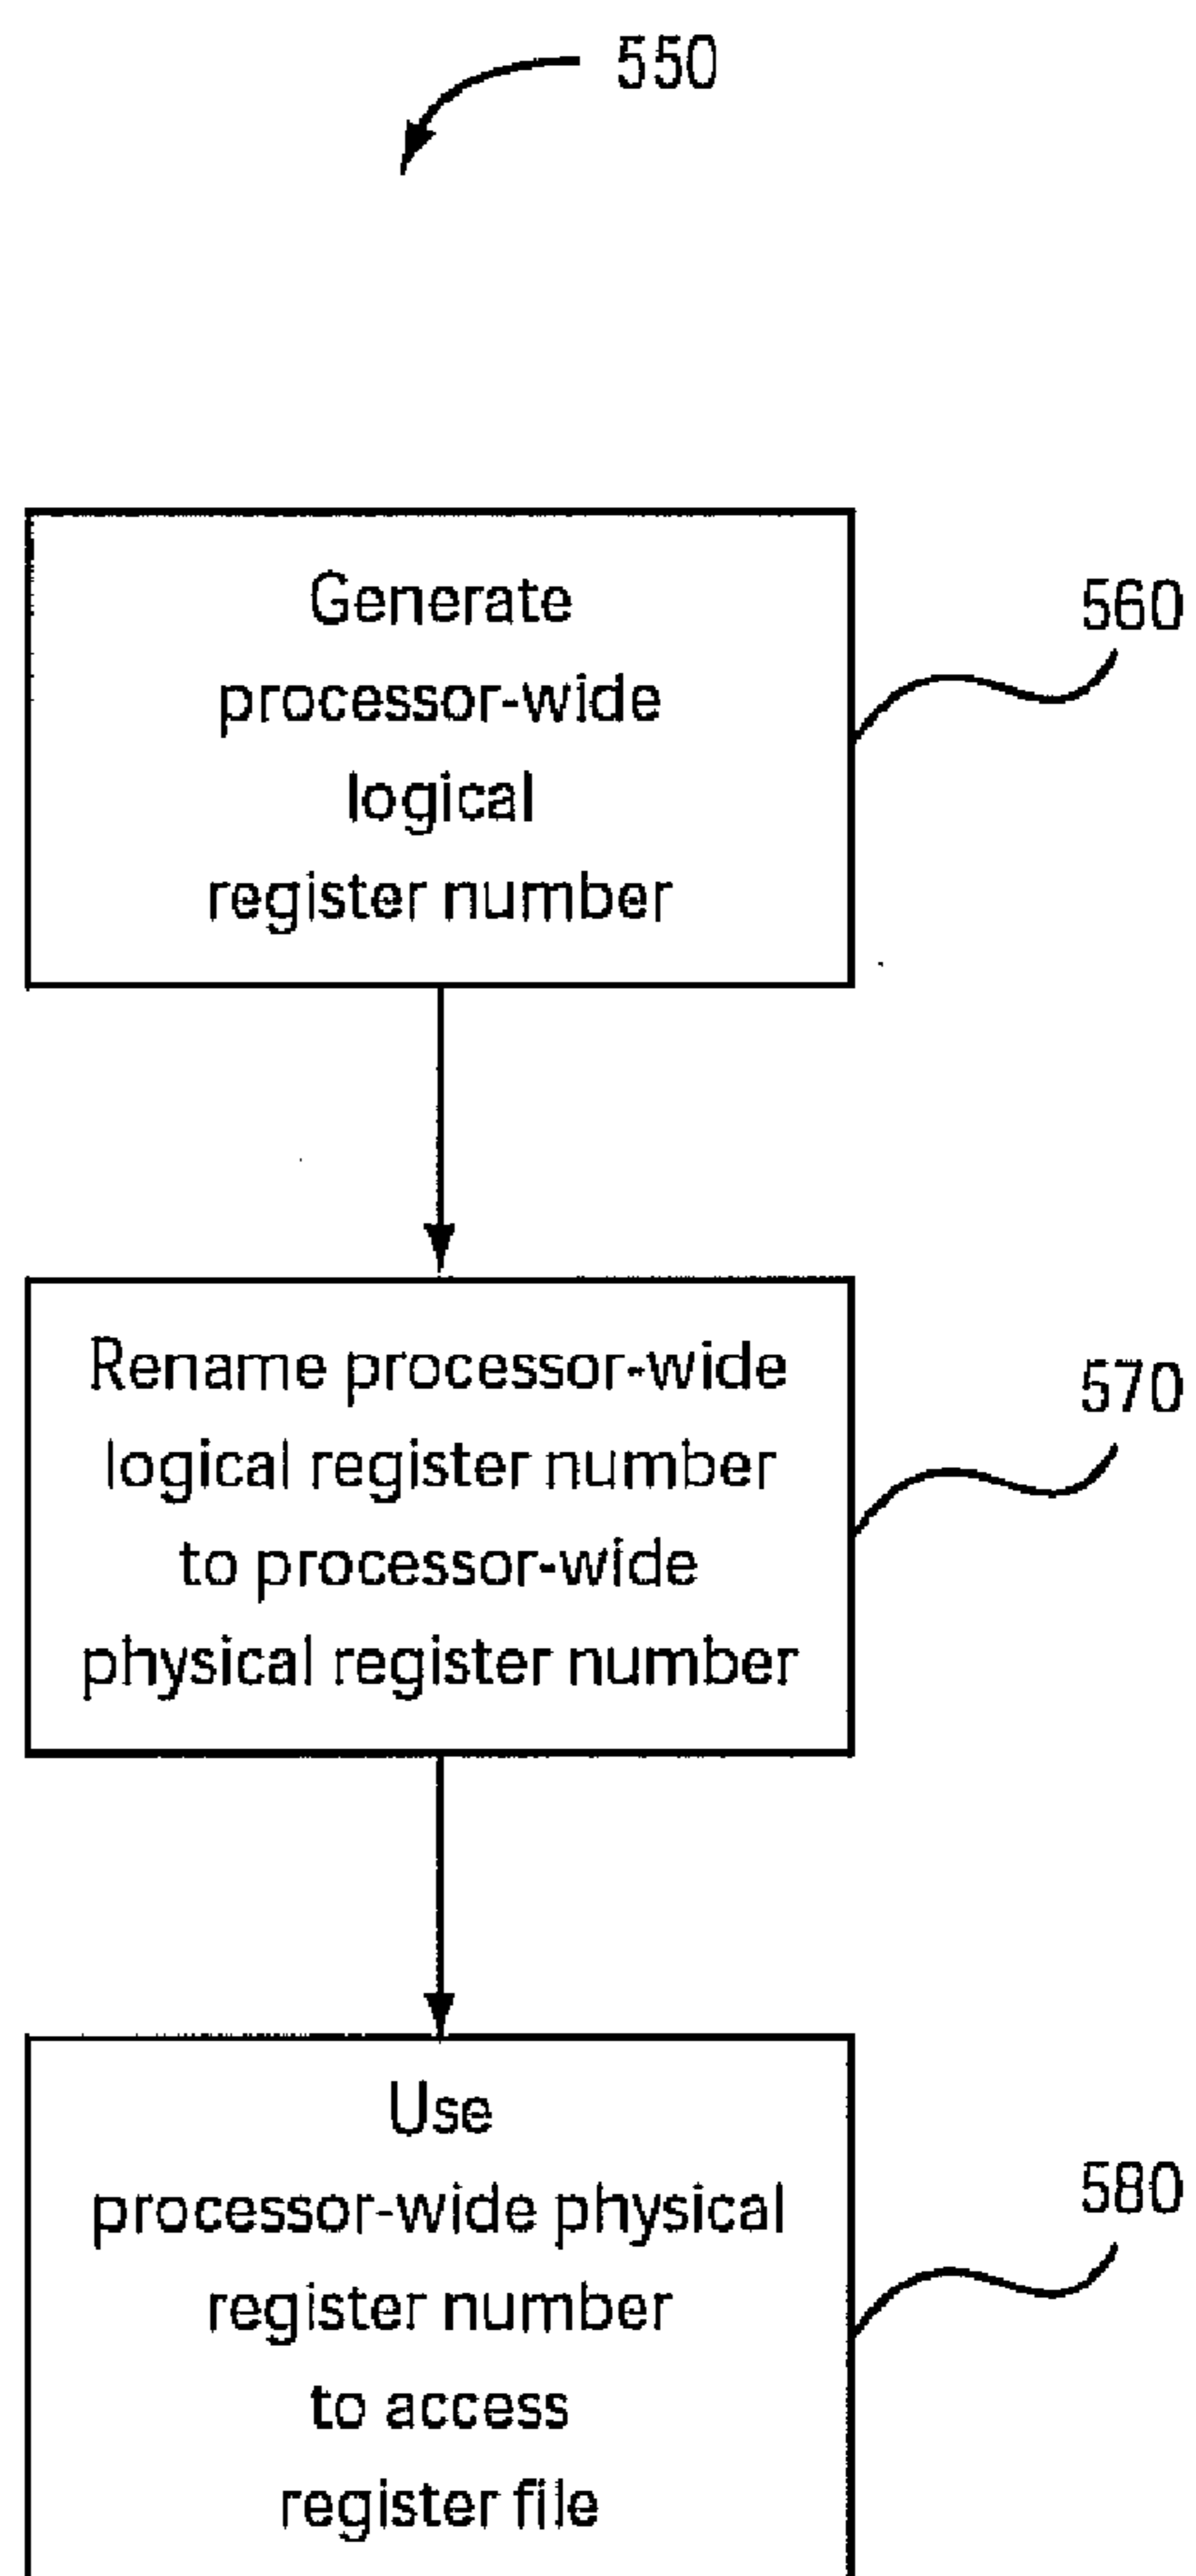 550
Generate
processor-wide
logical
register number
560
Rename processor-wide
logical register number
to processor-wide
physical register number
570
Use
processor-wide physical
register number
to access
register file
580